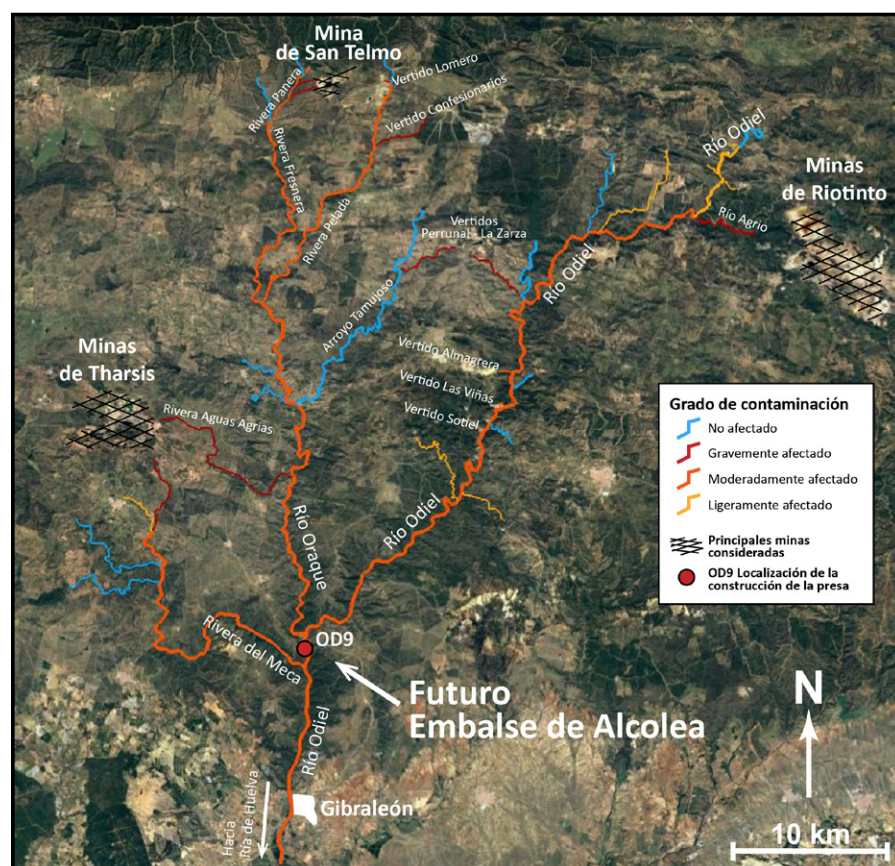 Mina
de San Telmo
Rivera Panera
Vertido Lomero
Vertido Confesionarios
Rivera Fresnera
Rivera Pelada
Río Odiel
Minas
de Riotinto
Río Agrio
Vertidos
Perrunal - La Zarza
Río Odiel
Arroyo Tamujoso
Minas
de Tharsis
Vertido Almagrera
Vertido Las Viñas
Vertido Sotiel
Rivera Aguas Agrias
Grado de contaminación
No afectado
Gravemente afectado
Moderadamente afectado
Ligeramente afectado
Principales minas
consideradas
OD9 Localización de la
construcción de la presa
Río Oraque
Río Odiel
Rivera del Meca
OD9
Futuro
Embalse de Alcolea
N
Río Odiel
Gibraleón
Hacia
Ría de Huelva
10 km